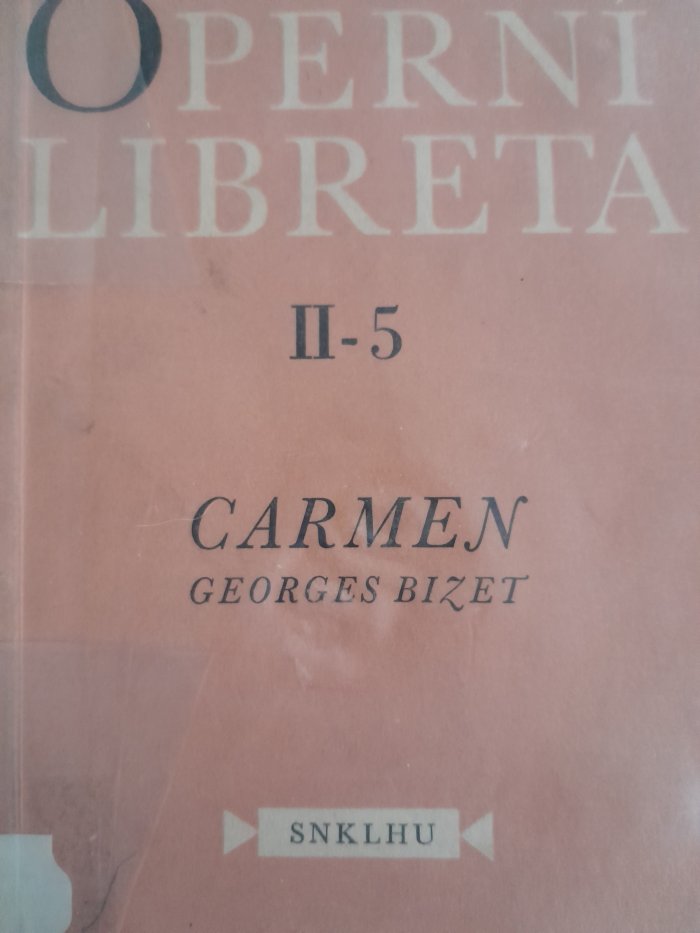 OPERNÍ
LIBRETA
II-5
CARMEN
GEORGES BIZET
SNKLHU